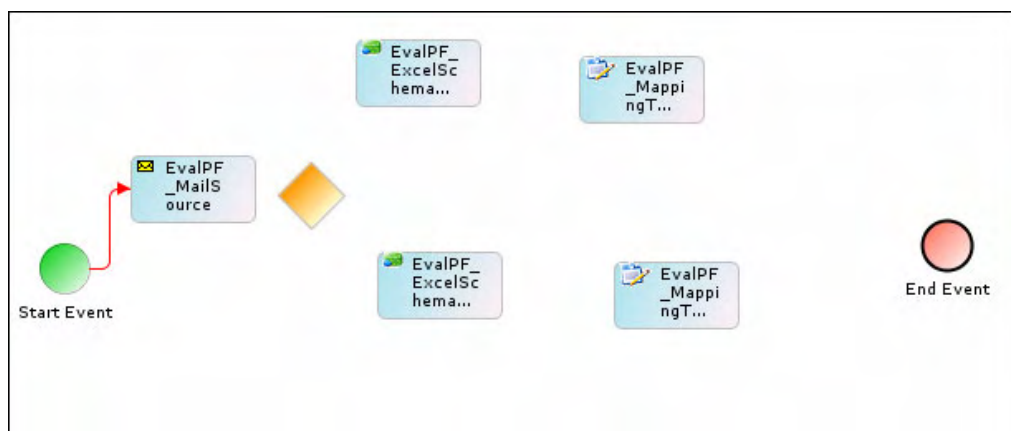 EvalPF_
ExcelSc
hema...
EvalPF
_Mappi
ngT...
EvalPF
_MailS
ource
Start Event
EvalPF_
ExcelSc
hema...
EvalPF
_Mappi
ngT...
End Event